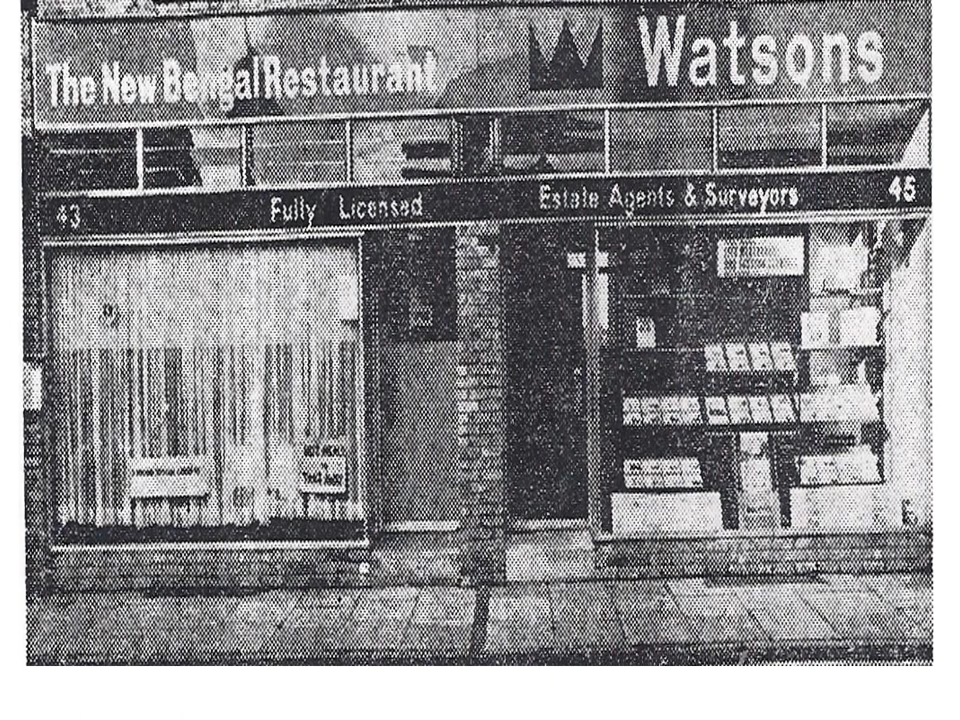 The New Bengal Restaurant
Watsons
43
Fully Licensed
Estate Agents & Surveyors
45